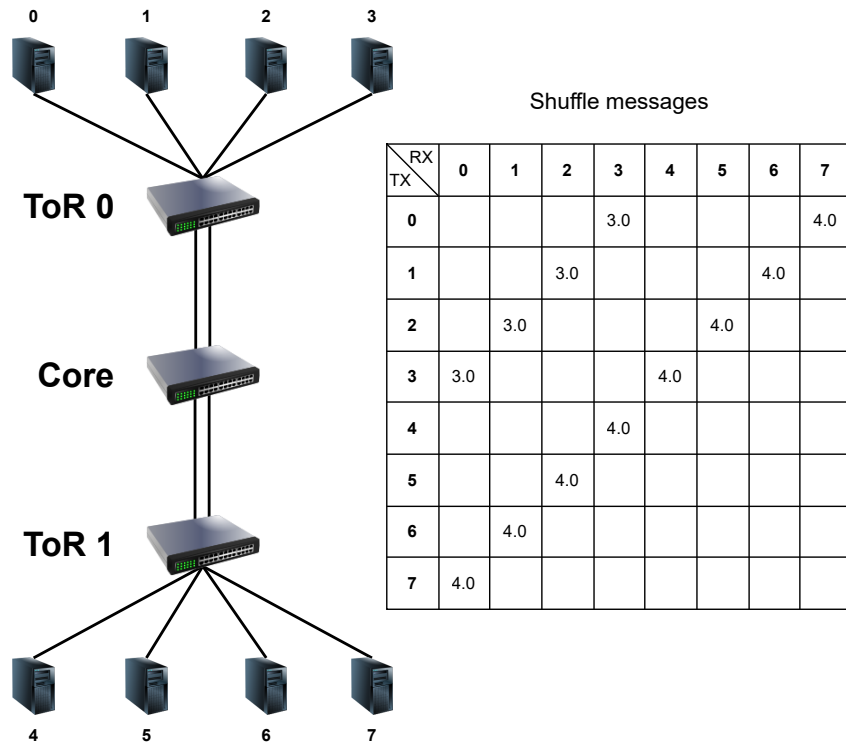 0 1 2 3
ToR 0
Core
ToR 1
4 5 6 7
Shuffle messages
RX
TX
0 1 2 3 4 5 6 7
0 3.0 4.0
1 3.0 4.0
2 3.0 4.0
3 3.0 4.0
4 4.0
5 4.0
6 4.0
7 4.0